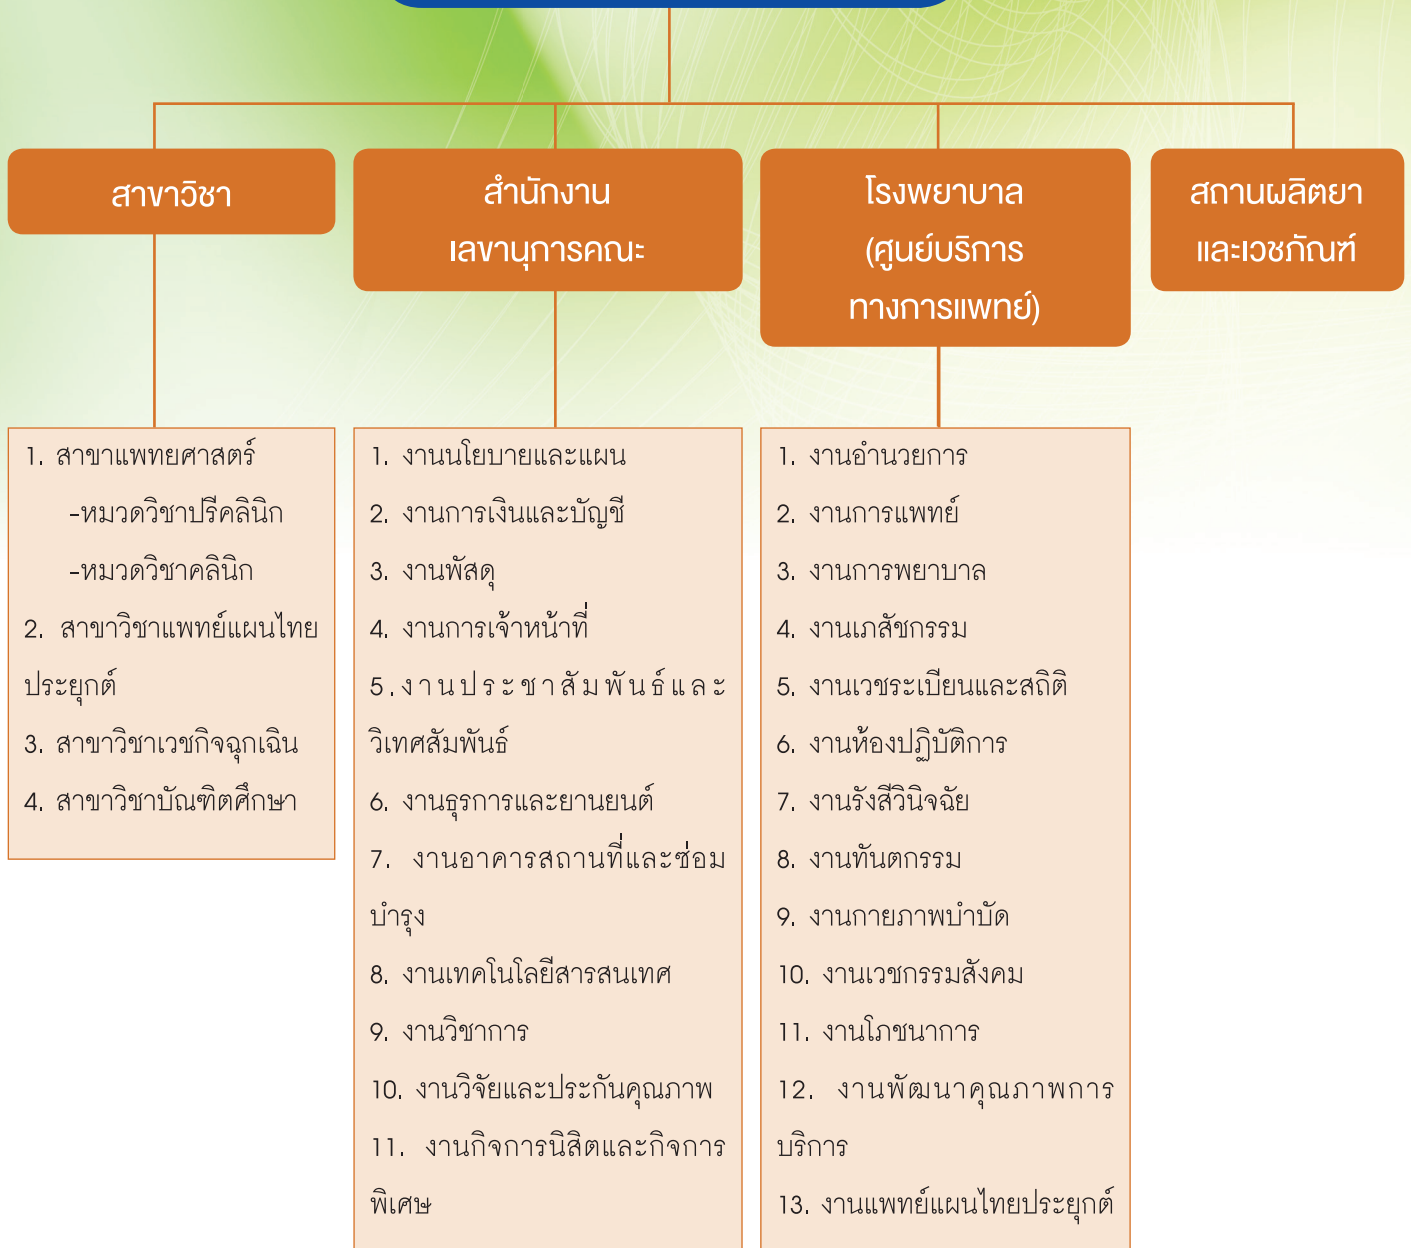 สาขาวิชา
1. สาขาแพทยศาสตร์
-หมวดวิชาปรีคลินิก
-หมวดวิชาคลินิก
2. สาขาวิชาแพทย์แผนไทย
ประยุกต์
3. สาขาวิชาเวชกิจฉุกเฉิน
4. สาขาวิชาบัณฑิตศึกษา
สำนักงาน
เลขานุการคณะ
1. งานนโยบายและแผน
2. งานการเงินและบัญชี
3. งานพัสดุ
4. งานการเจ้าหน้าที่
5.งานประชาสัมพันธ์และ
วิเทศสัมพันธ์
6. งานธุรการและยานยนต์
7. งานอาคารสถานที่และซ่อม
บำรุง
8. งานเทคโนโลยีสารสนเทศ
9. งานวิชาการ
10. งานวิจัยและประกันคุณภาพ
11. งานกิจการนิสิตและกิจการ
พิเศษ
โรงพยาบาล
(ศูนย์บริการ
ทางการแพทย์)
1. งานอำนวยการ
2. งานการแพทย์
3. งานการพยาบาล
4. งานเภสัชกรรม
5. งานเวชระเบียนและสถิติ
6. งานห้องปฏิบัติการ
7. งานรังสีวินิจฉัย
8. งานทันตกรรม
9. งานกายภาพบำบัด
10. งานเวชกรรมสังคม
11. งานโภชนาการ
12. งานพัฒนาคุณภาพการ
บริการ
13. งานแพทย์แผนไทยประยุกต์
สถานผลิตยา
และเวชภัณฑ์